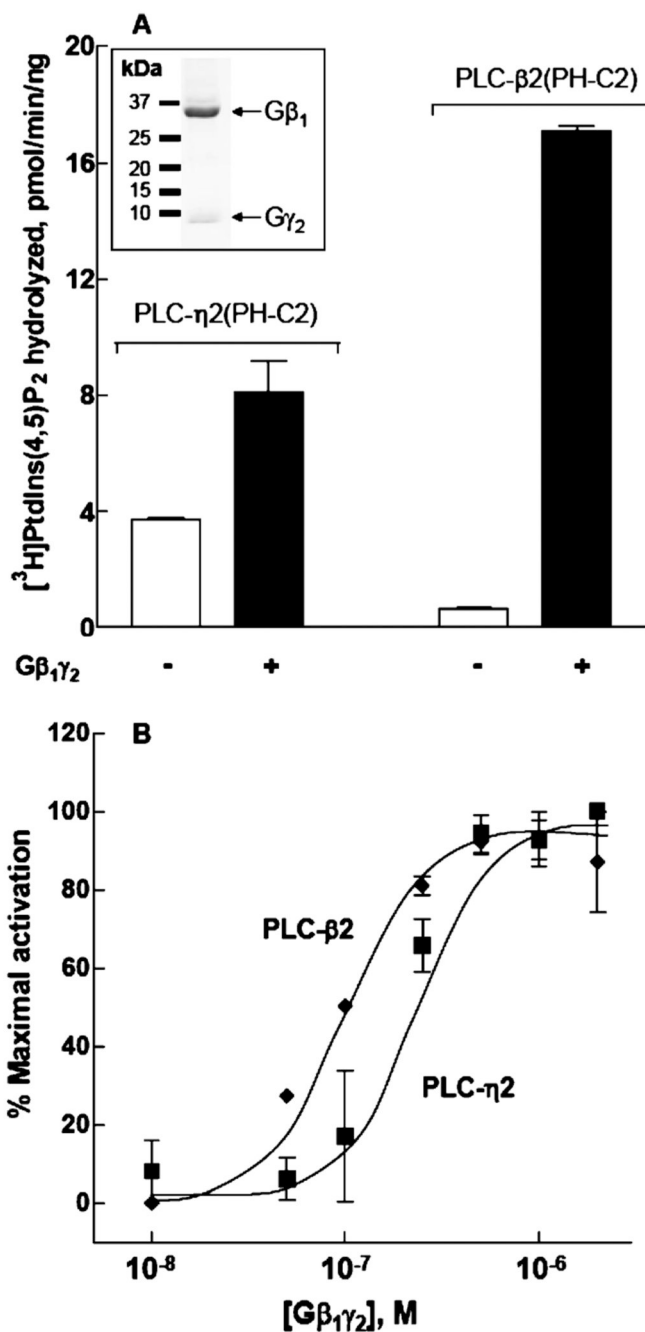 A
20
16
12
8
4
0
[³H]PtdIns(4,5)P₂ hydrolyzed, pmol/min/ng
kDa
37
25
20
15
10
Gβ₁
Gγ₂
PLC-η2(PH-C2)
PLC-β2(PH-C2)
Gβ₁γ₂ - + - +
B
120
100
80
60
40
20
0
% Maximal activation
PLC-β2
PLC-η2
10⁻⁸ 10⁻⁷ 10⁻⁶
[Gβ₁γ₂], M